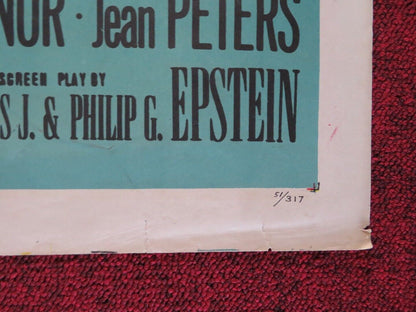 NOR · Jean PETERS
SCREEN PLAY BY
S J. & PHILIP G. EPSTEIN
51/317